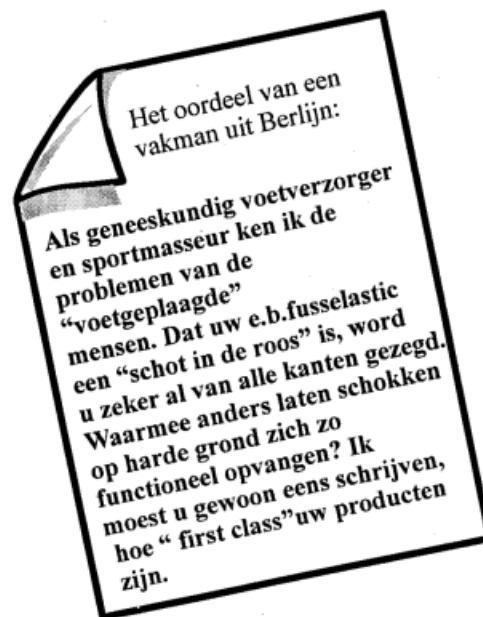 Het oordeel van een
vakman uit Berlijn:
Als geneeskundig voetverzorger
en sportmasseur ken ik de
problemen van de
“voetgeplaagde”
mensen. Dat uw e.b.fusselastic
een “schot in de roos” is, word
u zeker al van alle kanten gezegd.
Waarmee anders laten schokken
op harde grond zich zo
functioneel opvangen? Ik
moest u gewoon eens schrijven,
hoe “ first class”uw producten
zijn.